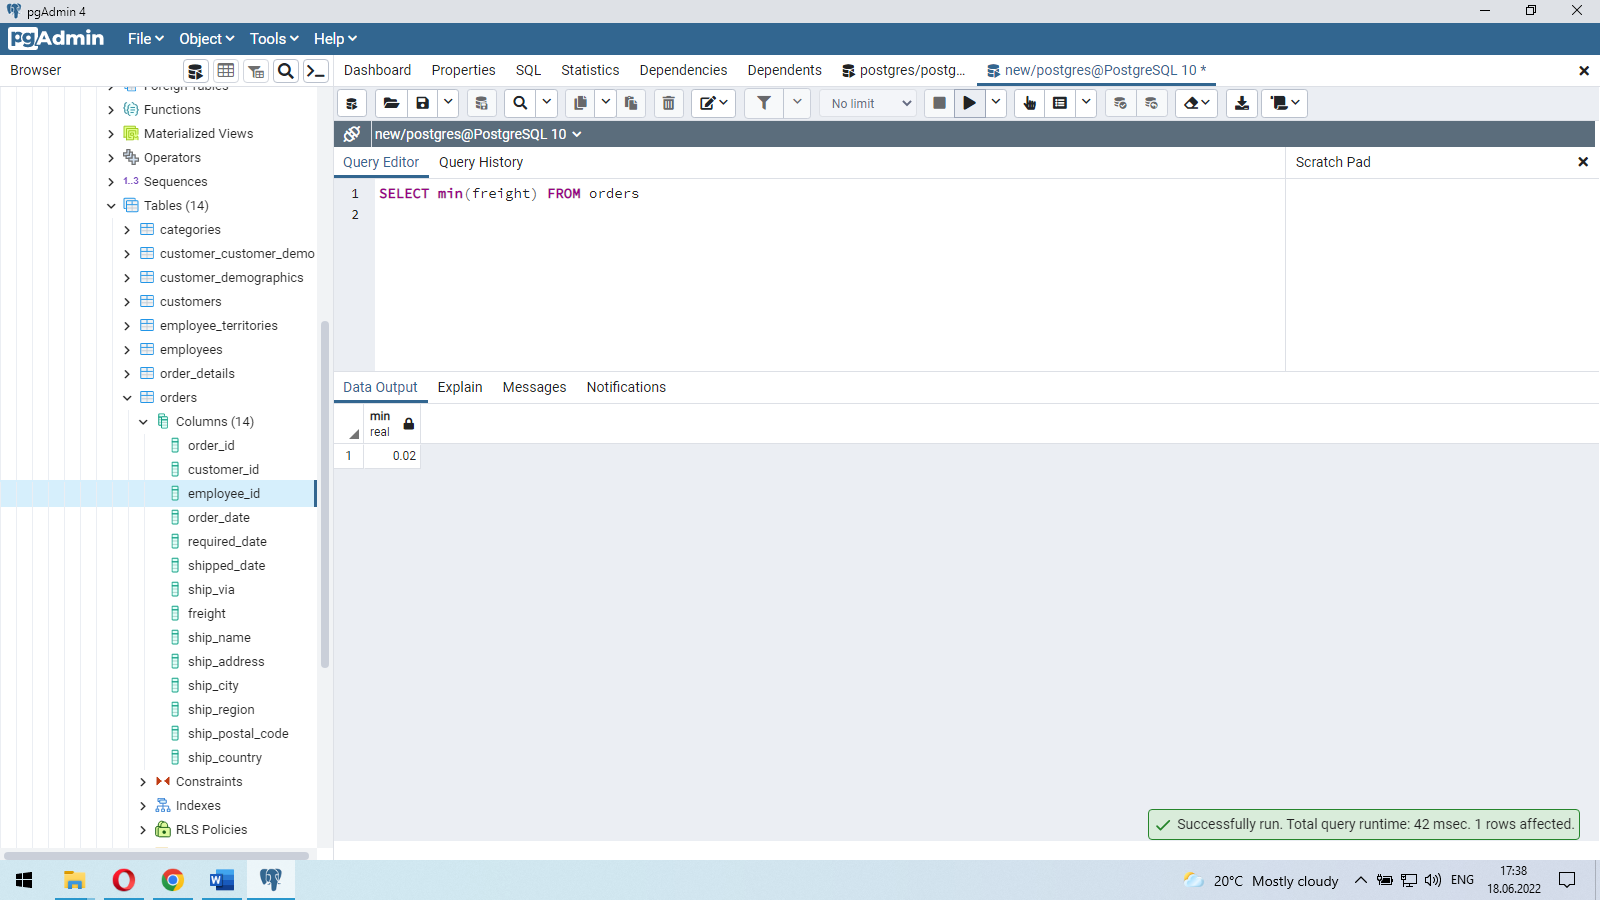 pgAdmin 4
pgAdmin File Object Tools Help
Browser
Dashboard Properties SQL Statistics Dependencies Dependents postgres/postg... new/postgres@PostgreSQL 10 *
No limit
new/postgres@PostgreSQL 10
Query Editor Query History
Scratch Pad
1 SELECT min(freight) FROM orders
2
Foreign Tables
Functions
Materialized Views
Operators
1..3 Sequences
Tables (14)
categories
customer_customer_demo
customer_demographics
customers
employee_territories
employees
order_details
orders
Columns (14)
order_id
customer_id
employee_id
order_date
required_date
shipped_date
ship_via
freight
ship_name
ship_address
ship_city
ship_region
ship_postal_code
ship_country
Constraints
Indexes
RLS Policies
Data Output Explain Messages Notifications
min
real
1 0.02
Successfully run. Total query runtime: 42 msec. 1 rows affected.
20°C Mostly cloudy
ENG
17:38
18.06.2022